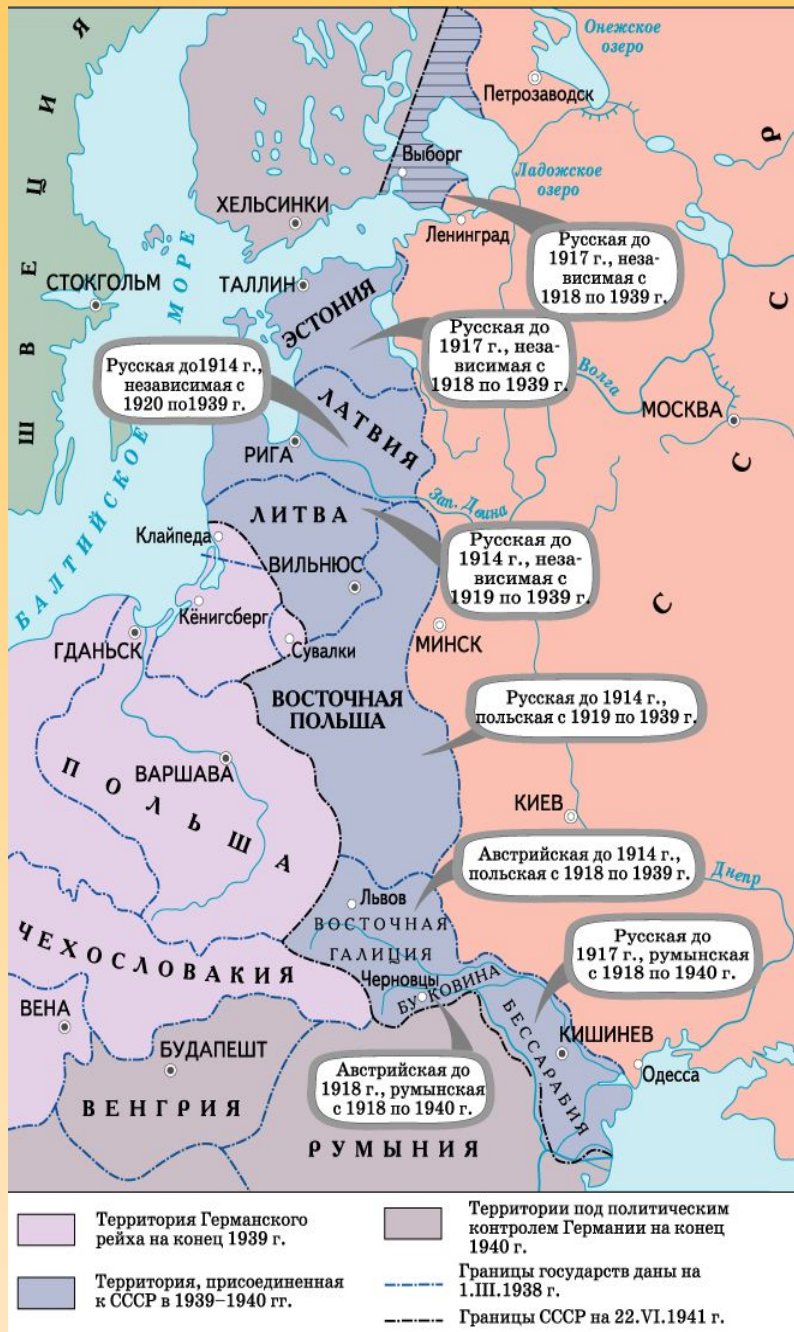 Онежское
озеро
Петрозаводск
Выборг
Ладожское
озеро
ХЕЛЬСИНКИ
Ленинград
Русская до
1917 г., неза-
висимая с
1918 по 1939 г.
ШВЕЦИЯ
СТОКГОЛЬМ
БАЛТИЙСКОЕ МОРЕ
ТАЛЛИН
ЭСТОНИЯ
Русская до
1917 г., неза-
висимая с
1918 по 1939 г.
СССР
Русская до1914 г.,
независимая с
1920 по1939 г.
Волга
МОСКВА
ЛАТВИЯ
РИГА
Зап. Двина
ЛИТВА
Клайпеда
ВИЛЬНЮС
Русская до
1914 г., неза-
висимая с
1919 по 1939 г.
Кёнигсберг
ГДАНЬСК
Сувалки
МИНСК
ВОСТОЧНАЯ
ПОЛЬША
Русская до 1914 г.,
польская с 1919 по 1939 г.
ВАРШАВА
ПОЛЬША
КИЕВ
Австрийская до 1914 г.,
польская с 1918 по 1939 г.
Днепр
Львов
ВОСТОЧНАЯ
ГАЛИЦИЯ
ЧЕХОСЛОВАКИЯ
Русская до
1917 г., румынская
с 1918 по 1940 г.
Черновцы
БУКОВИНА
ВЕНА
БУДАПЕШТ
БЕССАРАБИЯ
КИШИНЕВ
Одесса
Австрийская до
1918 г., румынская
с 1918 по 1940 г.
ВЕНГРИЯ
РУМЫНИЯ
Территория Германского
рейха на конец 1939 г.
Территория, присоединенная
к СССР в 1939–1940 гг.
Территории под политическим
контролем Германии на конец
1940 г.
Границы государств даны на
1.III.1938 г.
Границы СССР на 22.VI.1941 г.